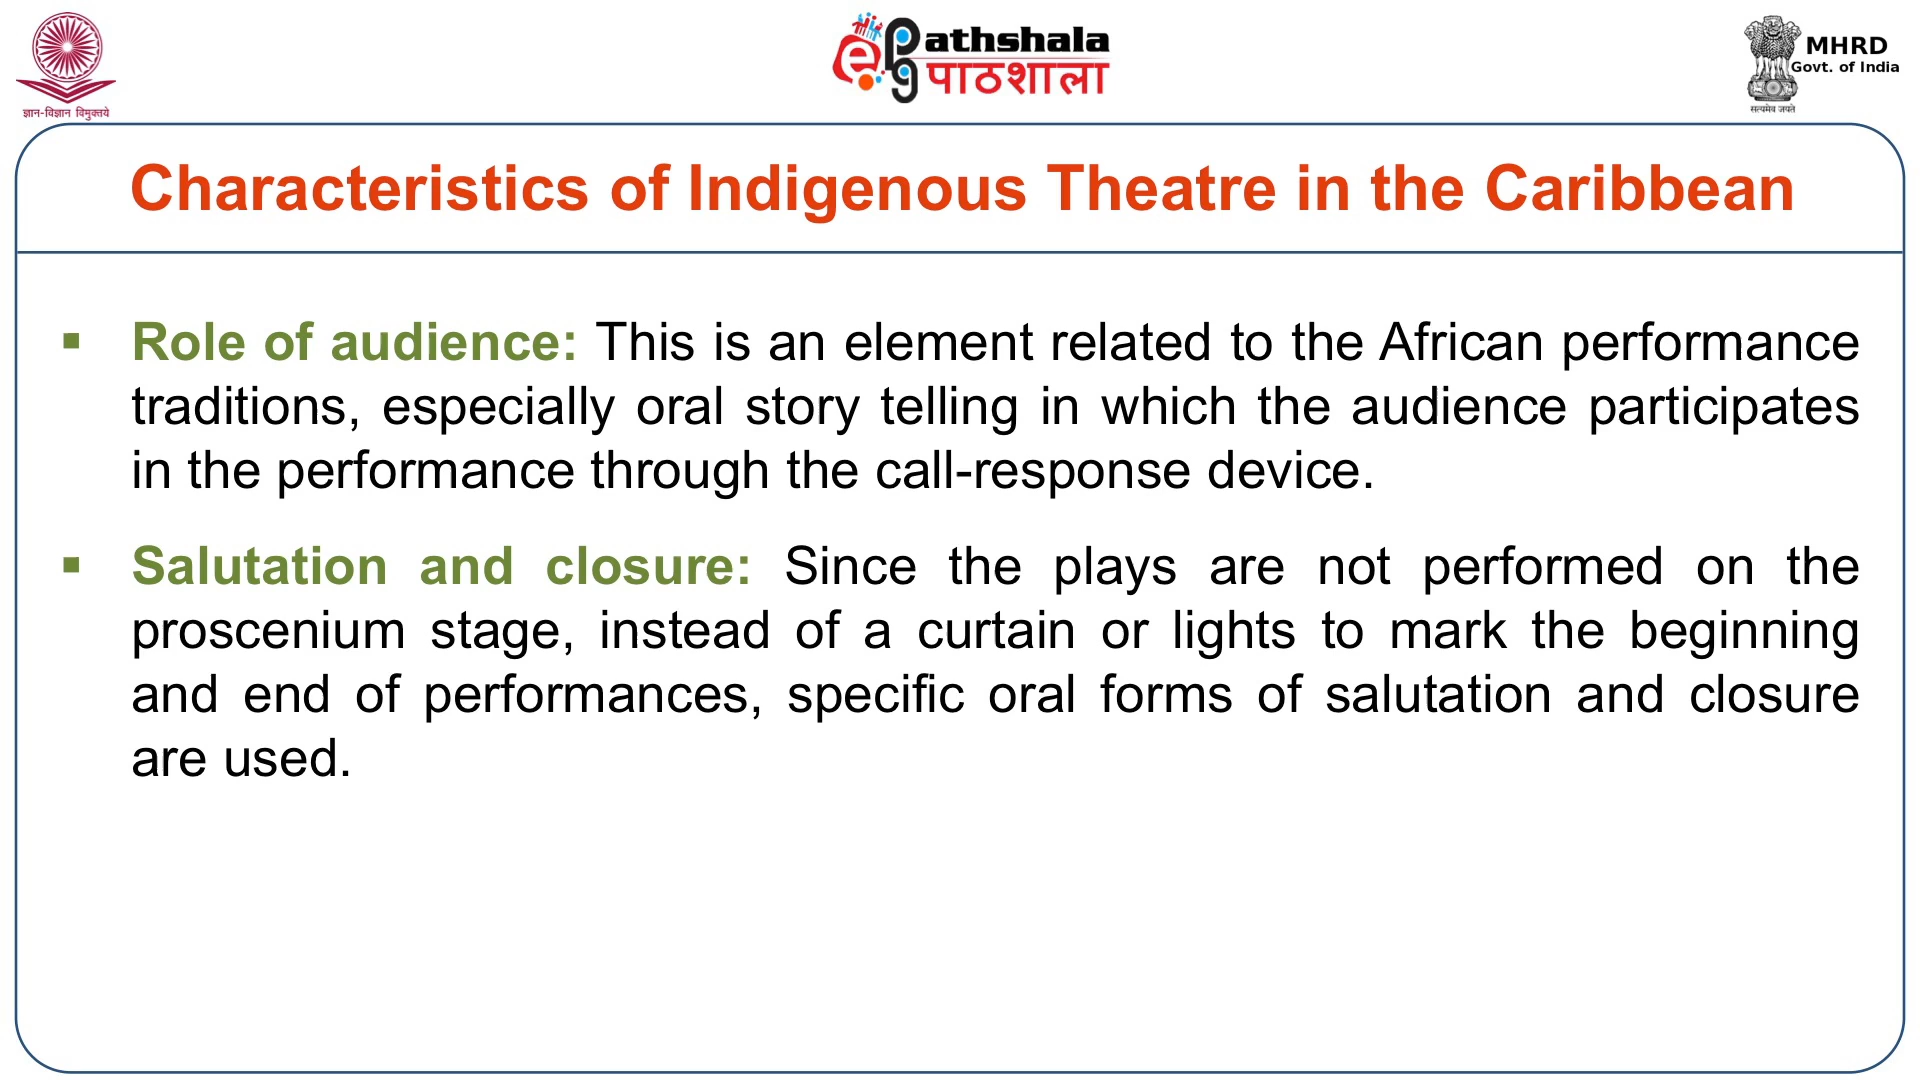 ज्ञान-विज्ञान विमुक्तये
ePG Pathshala
पाठशाला
MHRD
Govt. of India
सत्यमेव जयते
Characteristics of Indigenous Theatre in the Caribbean
▪ Role of audience: This is an element related to the African performance
traditions, especially oral story telling in which the audience participates
in the performance through the call-response device.
▪ Salutation and closure: Since the plays are not performed on the
proscenium stage, instead of a curtain or lights to mark the beginning
and end of performances, specific oral forms of salutation and closure
are used.